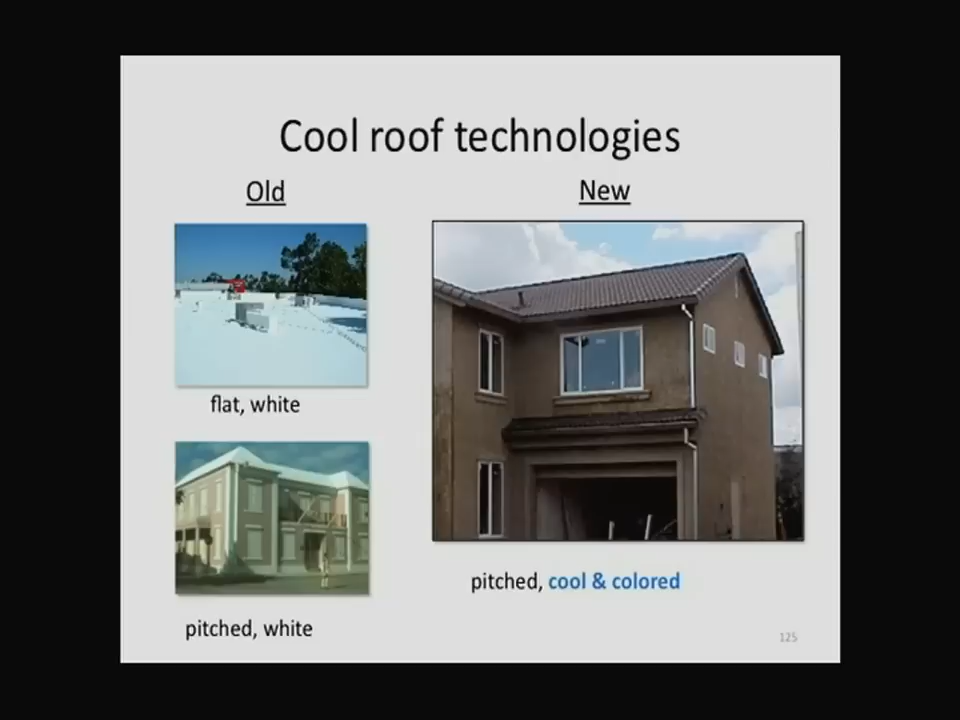 Cool roof technologies
Old
New
flat, white
pitched, white
pitched, cool & colored
125